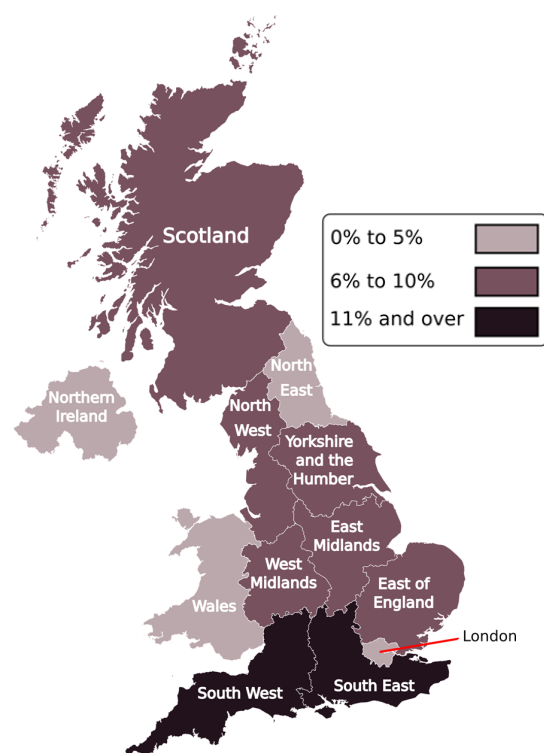 Scotland
0% to 5%
6% to 10%
11% and over
North
East
Northern
Ireland
North
West
Yorkshire
and the
Humber
East
Midlands
West
Midlands
East of
England
Wales
London
South West
South East